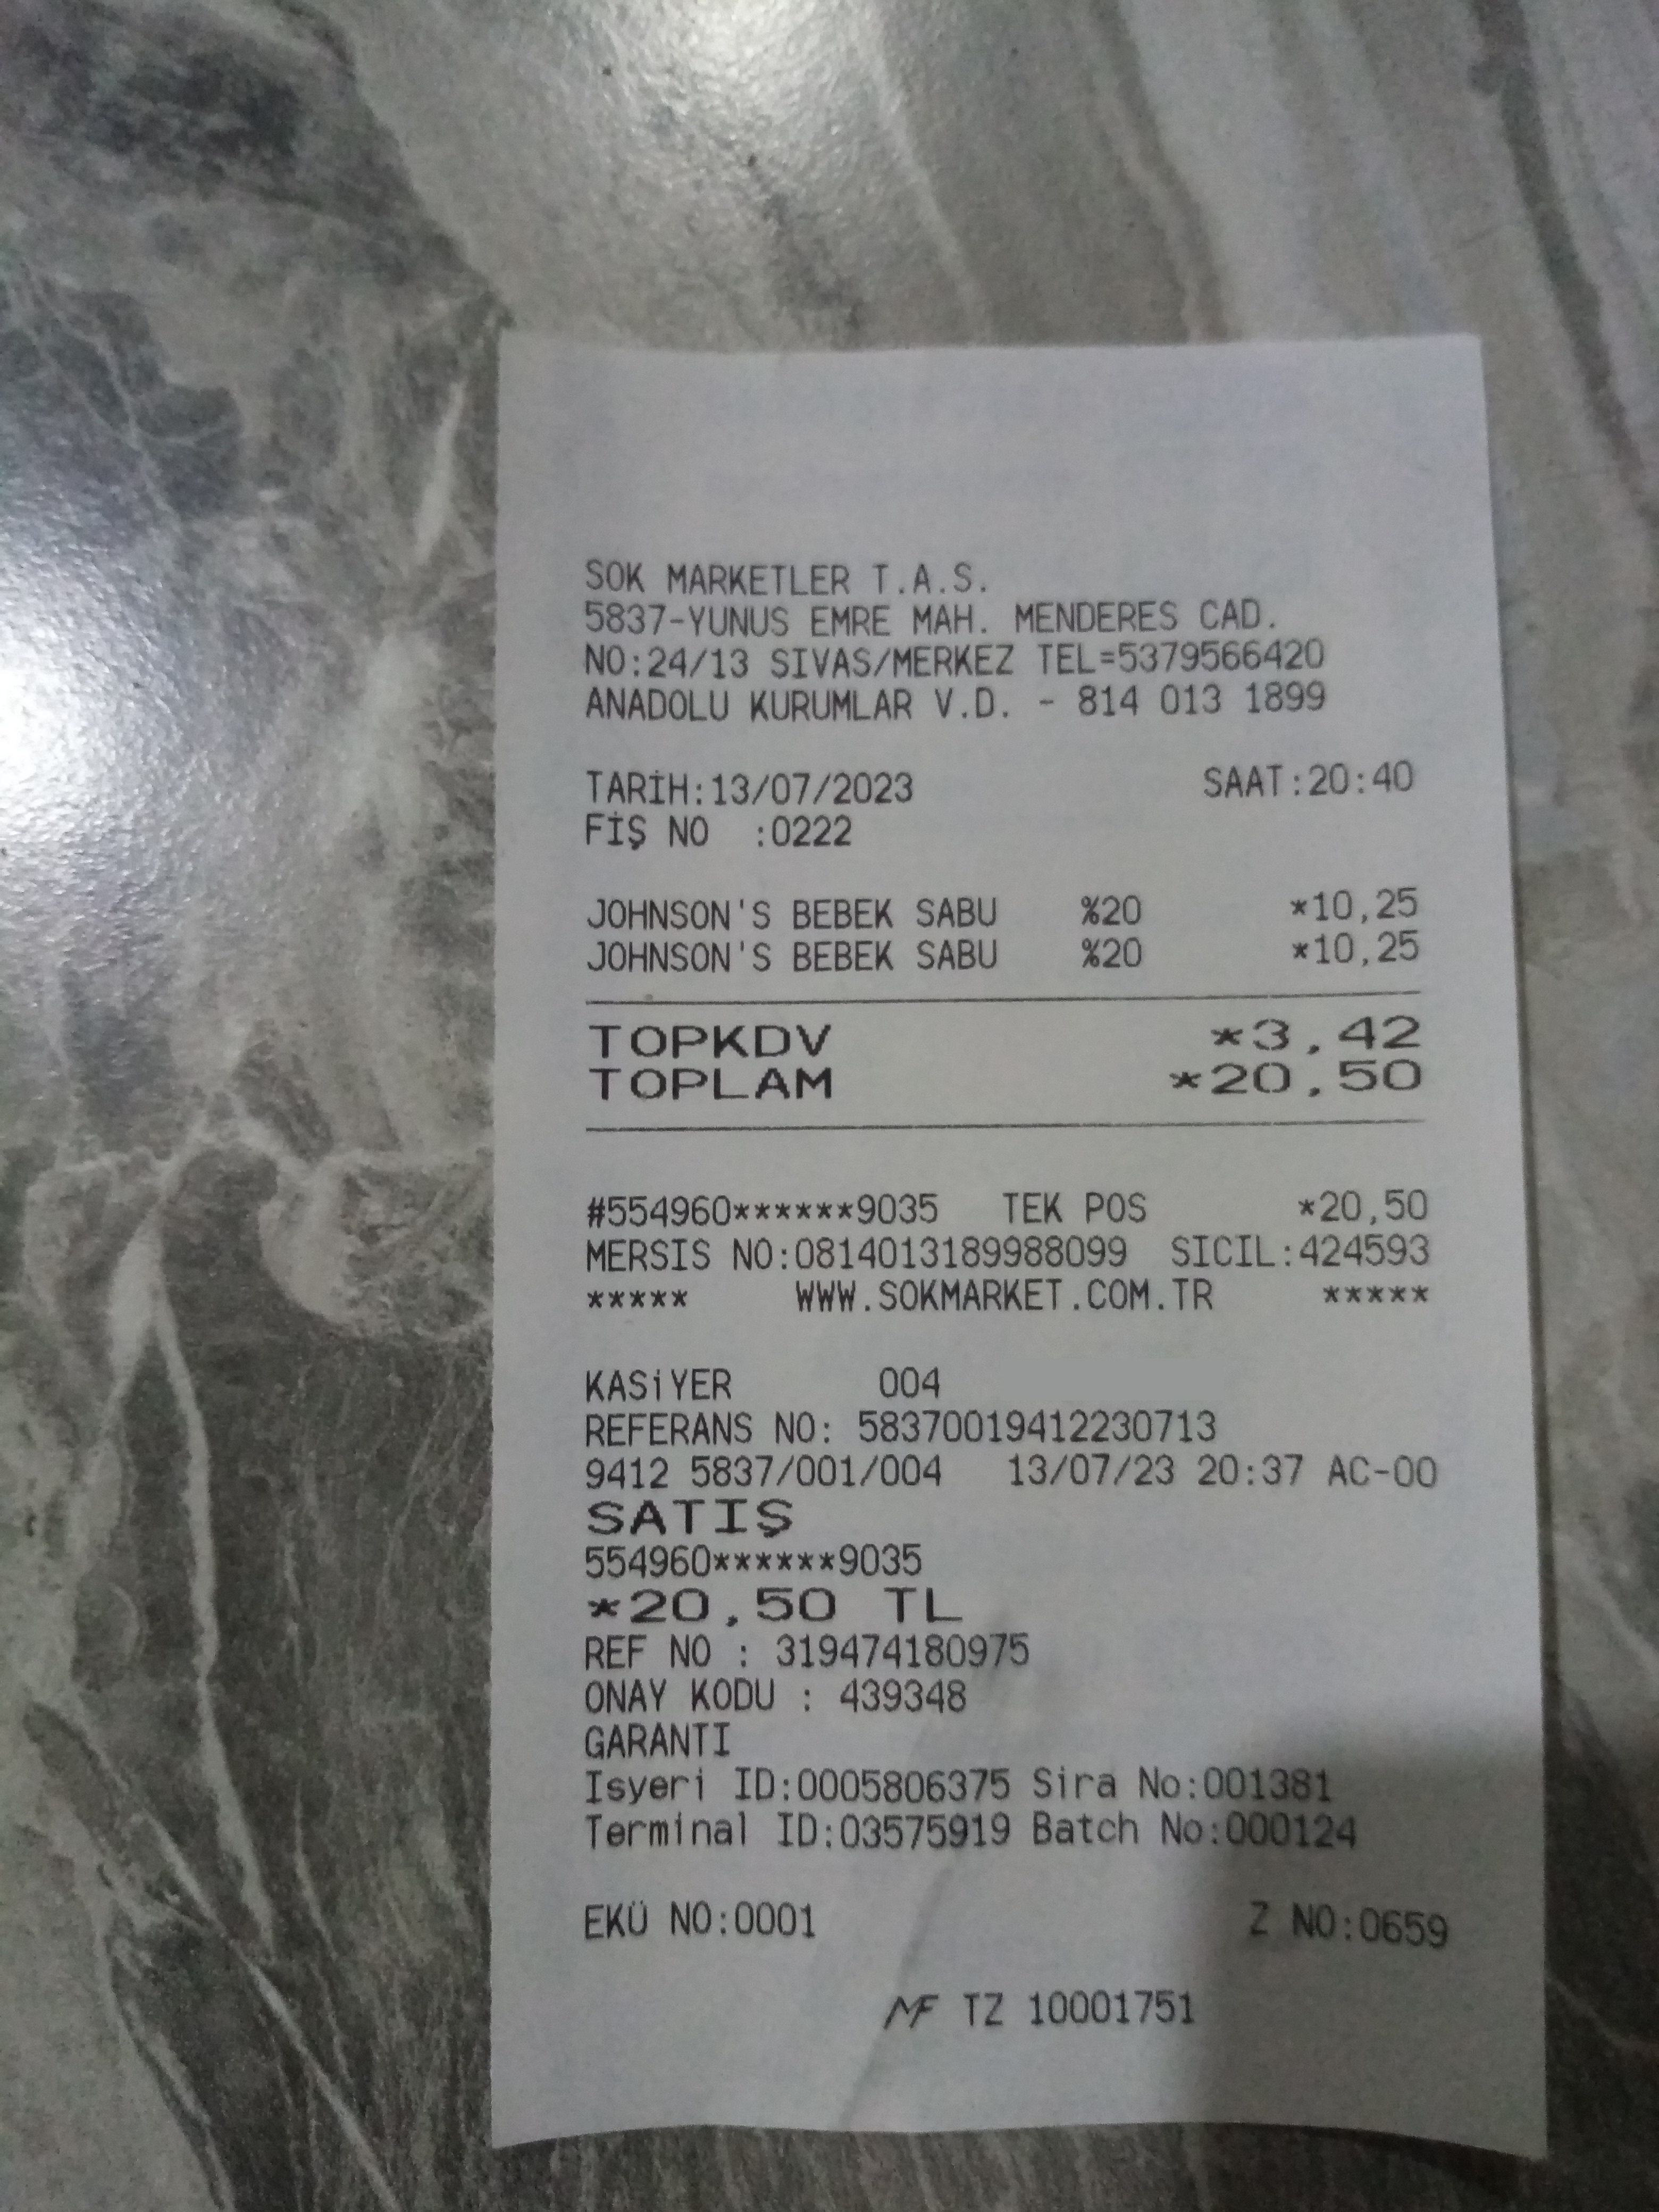 SOK MARKETLER T.A.S.
5837-YUNUS EMRE MAH. MENDERES CAD.
NO:24/13 SIVAS/MERKEZ TEL=5379566420
ANADOLU KURUMLAR V.D. - 814 013 1899
TARİH:13/07/2023 SAAT:20:40
FİŞ NO :0222
JOHNSON'S BEBEK SABU %20 *10,25
JOHNSON'S BEBEK SABU %20 *10,25
TOPKDV *3,42
TOPLAM *20,50
#554960******9035 TEK POS *20,50
MERSIS NO:0814013189988099 SICIL:424593
***** WWW.SOKMARKET.COM.TR *****
KASiYER 004
REFERANS NO: 58370019412230713
9412 5837/001/004 13/07/23 20:37 AC-00
SATIŞ
554960******9035
*20,50 TL
REF NO : 319474180975
ONAY KODU : 439348
GARANTI
Isyeri ID:0005806375 Sira No:001381
Terminal ID:03575919 Batch No:000124
EKÜ NO:0001 Z NO:0659
MF TZ 10001751